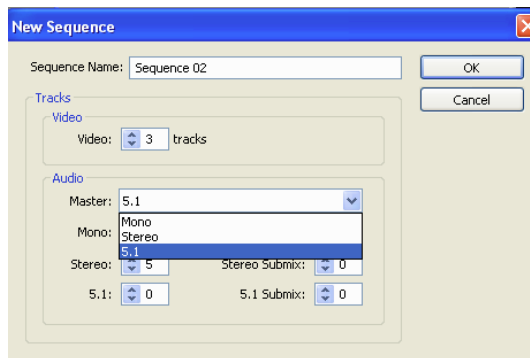 New Sequence
Sequence Name: Sequence 02
OK
Cancel
Tracks
Video
Video: 3 tracks
Audio
Master: 5.1
Mono
Mono: Stereo
5.1
Stereo: 5 Stereo Submix: 0
5.1: 0 5.1 Submix: 0